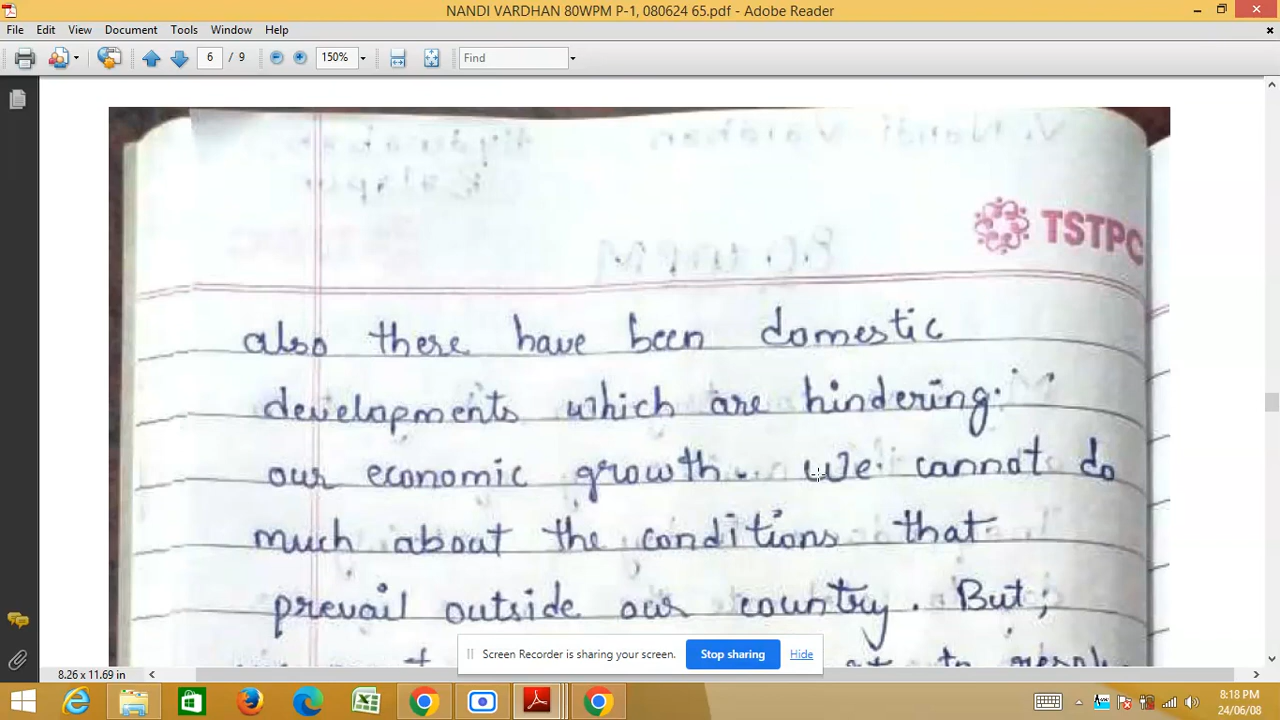 NANDI VARDHAN 80WPM P-1, 080624 65.pdf - Adobe Reader
File Edit View Document Tools Window Help
6 / 9 150% Find
TSTPC
also there have been domestic
developments which are hindering.
our economic growth. We cannot do
much about the conditions that
prevail outside our country. But,
Screen Recorder is sharing your screen. Stop sharing Hide
8.26 x 11.69 in
8:18 PM
24/06/08